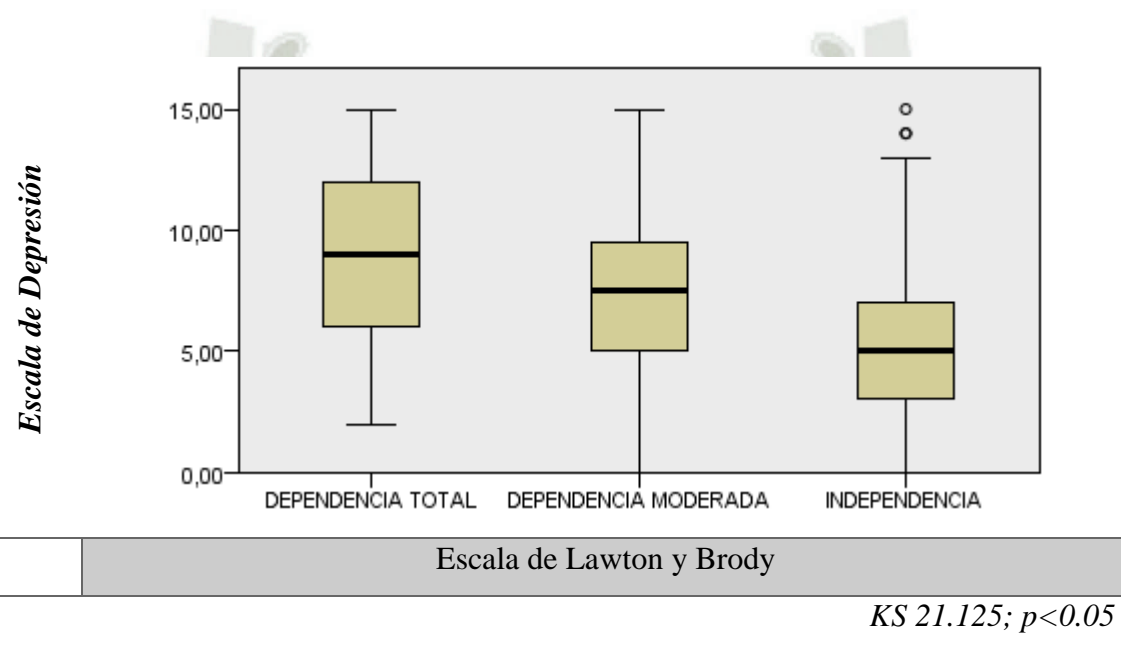 Escala de Depresión
15,00
10,00
5,00
0,00
DEPENDENCIA TOTAL DEPENDENCIA MODERADA INDEPENDENCIA
Escala de Lawton y Brody
KS 21.125; p<0.05